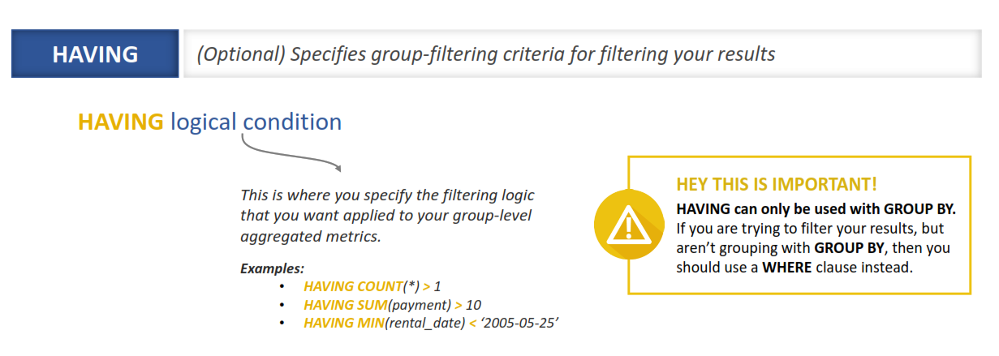 HAVING
(Optional) Specifies group-filtering criteria for filtering your results
HAVING logical condition
This is where you specify the filtering logic
that you want applied to your group-level
aggregated metrics.
Examples:
• HAVING COUNT(*) > 1
• HAVING SUM(payment) > 10
• HAVING MIN(rental_date) < ‘2005-05-25’
HEY THIS IS IMPORTANT!
HAVING can only be used with GROUP BY.
If you are trying to filter your results, but
aren’t grouping with GROUP BY, then you
should use a WHERE clause instead.